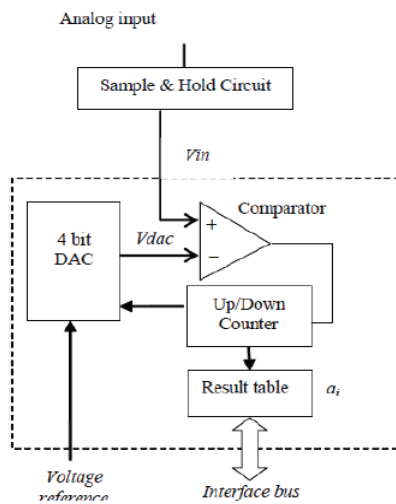 Analog input
Sample & Hold Circuit
Vin
Comparator
+
4 bit
DAC
Vdac
−
Up/Down
Counter
Result table
aᵢ
Voltage
reference
Interface bus